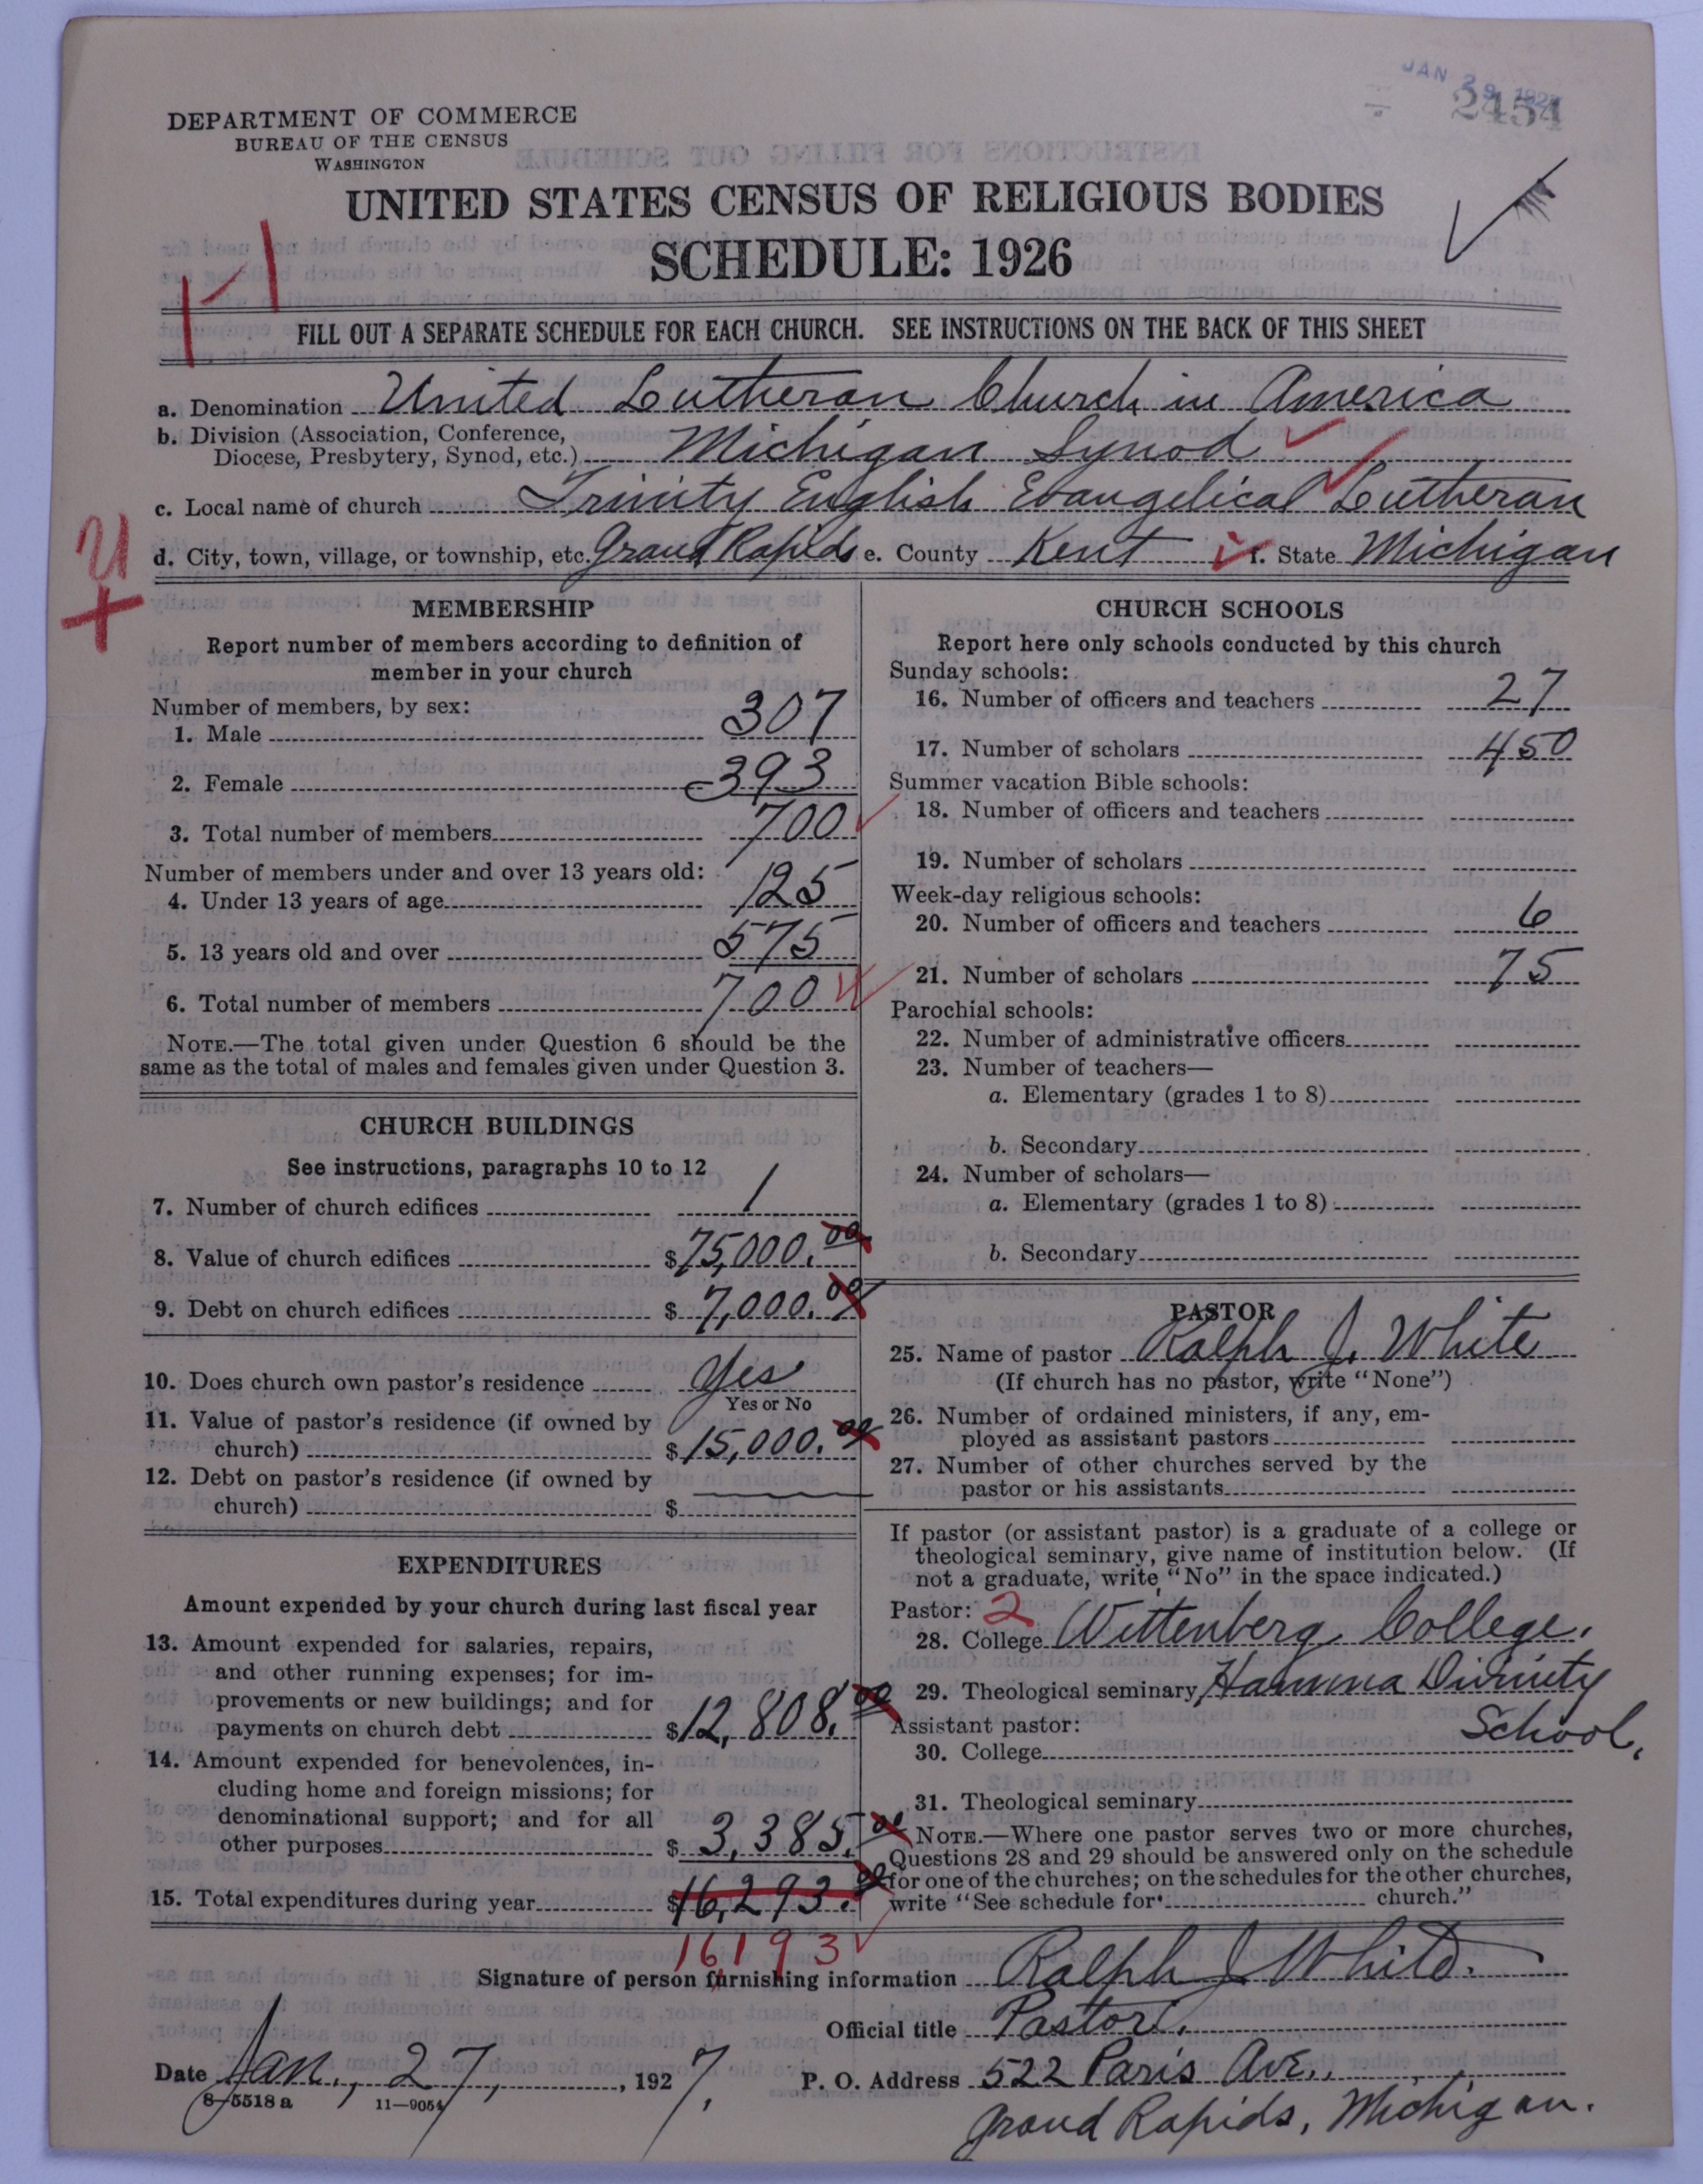 JAN 29 1927
2454
DEPARTMENT OF COMMERCE
BUREAU OF THE CENSUS
WASHINGTON
UNITED STATES CENSUS OF RELIGIOUS BODIES
SCHEDULE: 1926
FILL OUT A SEPARATE SCHEDULE FOR EACH CHURCH. SEE INSTRUCTIONS ON THE BACK OF THIS SHEET
a. Denomination United Lutheran Church in America
b. Division (Association, Conference,
Diocese, Presbytery, Synod, etc.) Michigan Synod
c. Local name of church Trinity English Evangelical Lutheran
d. City, town, village, or township, etc. Grand Rapids e. County Kent f. State Michigan
MEMBERSHIP
Report number of members according to definition of
member in your church
Number of members, by sex:
1. Male 307
2. Female 393
3. Total number of members 700
Number of members under and over 13 years old:
4. Under 13 years of age 125
5. 13 years old and over 575
6. Total number of members 700
NOTE.—The total given under Question 6 should be the
same as the total of males and females given under Question 3.
CHURCH BUILDINGS
See instructions, paragraphs 10 to 12
7. Number of church edifices 1
8. Value of church edifices $75,000.00
9. Debt on church edifices $7,000.00
10. Does church own pastor's residence Yes
Yes or No
11. Value of pastor's residence (if owned by
church) $15,000.00
12. Debt on pastor's residence (if owned by
church) $
EXPENDITURES
Amount expended by your church during last fiscal year
13. Amount expended for salaries, repairs,
and other running expenses; for im-
provements or new buildings; and for
payments on church debt $12,808.00
14. Amount expended for benevolences, in-
cluding home and foreign missions; for
denominational support; and for all
other purposes $3,385.00
15. Total expenditures during year $16,293.00
16193
CHURCH SCHOOLS
Report here only schools conducted by this church
Sunday schools:
16. Number of officers and teachers 27
17. Number of scholars 450
Summer vacation Bible schools:
18. Number of officers and teachers
19. Number of scholars
Week-day religious schools:
20. Number of officers and teachers 6
21. Number of scholars 75
Parochial schools:
22. Number of administrative officers
23. Number of teachers—
a. Elementary (grades 1 to 8)
b. Secondary
24. Number of scholars—
a. Elementary (grades 1 to 8)
b. Secondary
PASTOR
25. Name of pastor Ralph J. White
(If church has no pastor, write "None")
26. Number of ordained ministers, if any, em-
ployed as assistant pastors
27. Number of other churches served by the
pastor or his assistants
If pastor (or assistant pastor) is a graduate of a college or
theological seminary, give name of institution below. (If
not a graduate, write "No" in the space indicated.)
Pastor: 2
28. College Wittenberg College.
29. Theological seminary Hamma Divinity
School.
Assistant pastor:
30. College
31. Theological seminary
NOTE.—Where one pastor serves two or more churches,
Questions 28 and 29 should be answered only on the schedule
for one of the churches; on the schedules for the other churches,
write "See schedule for church."
Signature of person furnishing information Ralph J White.
Official title Pastor.
Date Jan. 27, 1927. P. O. Address 522 Paris Ave.,
8-5518 a 11—9054
Grand Rapids, Michigan.